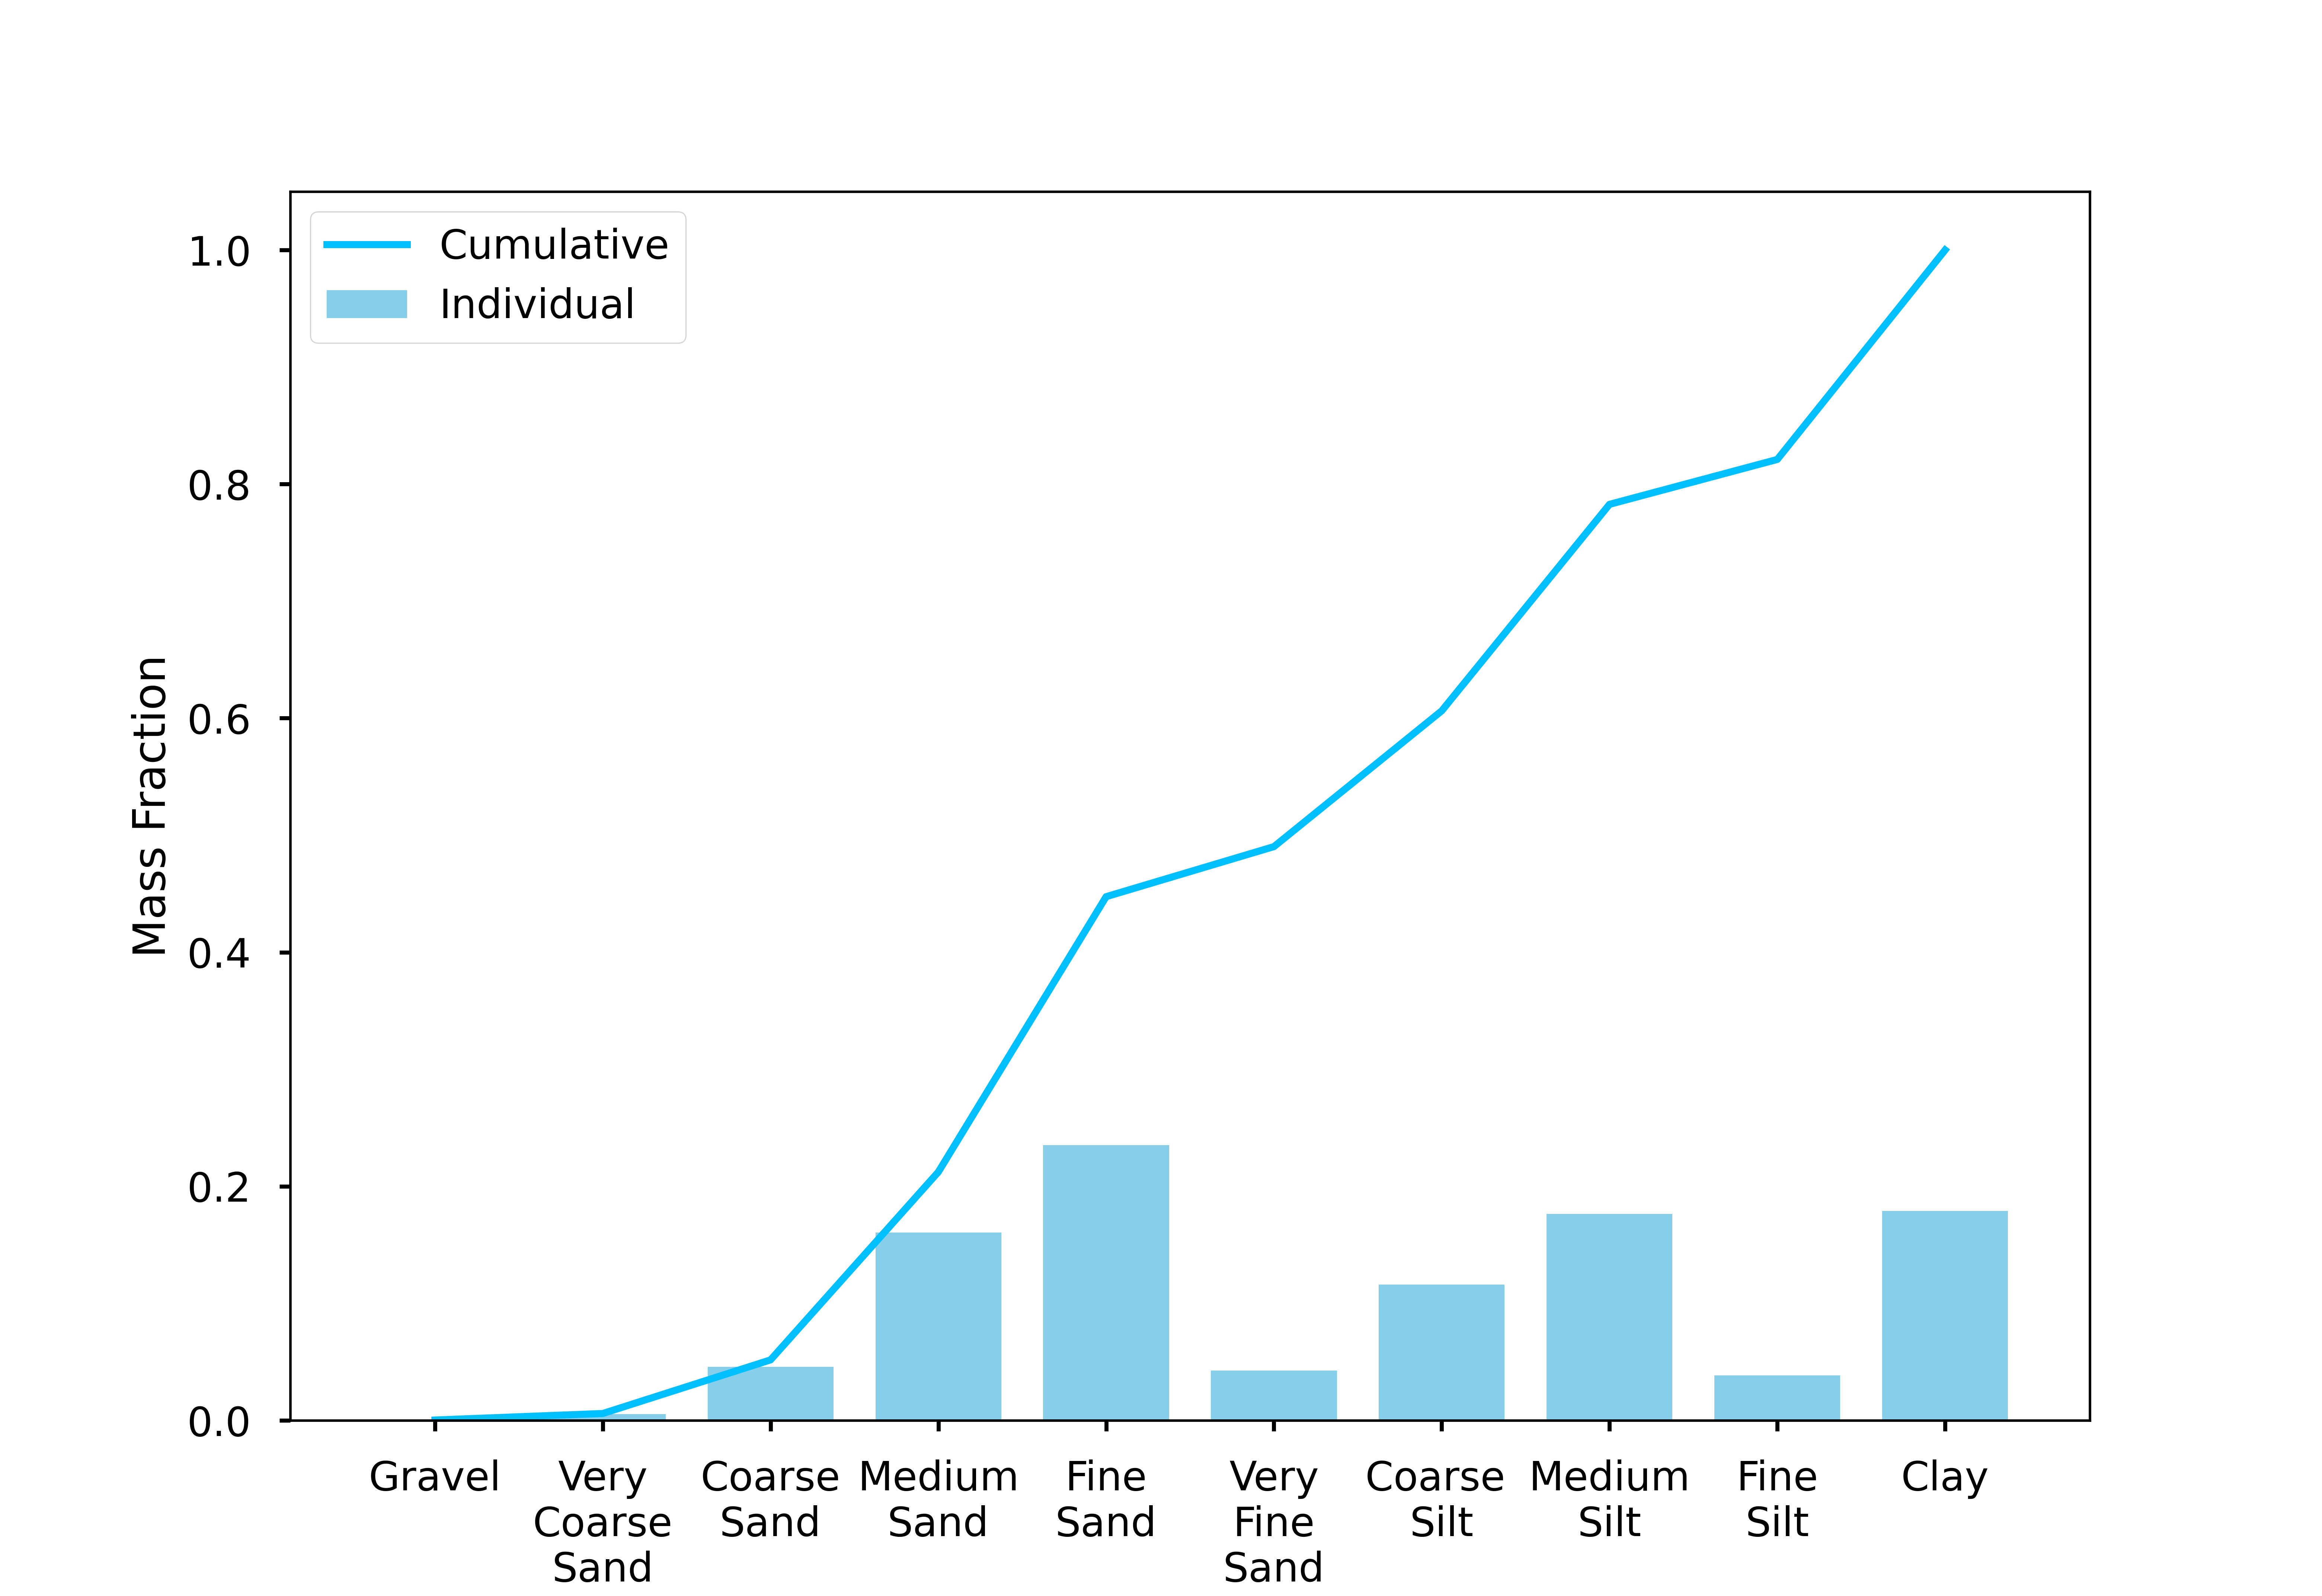 Cumulative
Individual
1.0
0.8
0.6
0.4
0.2
0.0
Mass Fraction
Gravel
Very
Coarse
Sand
Coarse
Sand
Medium
Sand
Fine
Sand
Very
Fine
Sand
Coarse
Silt
Medium
Silt
Fine
Silt
Clay